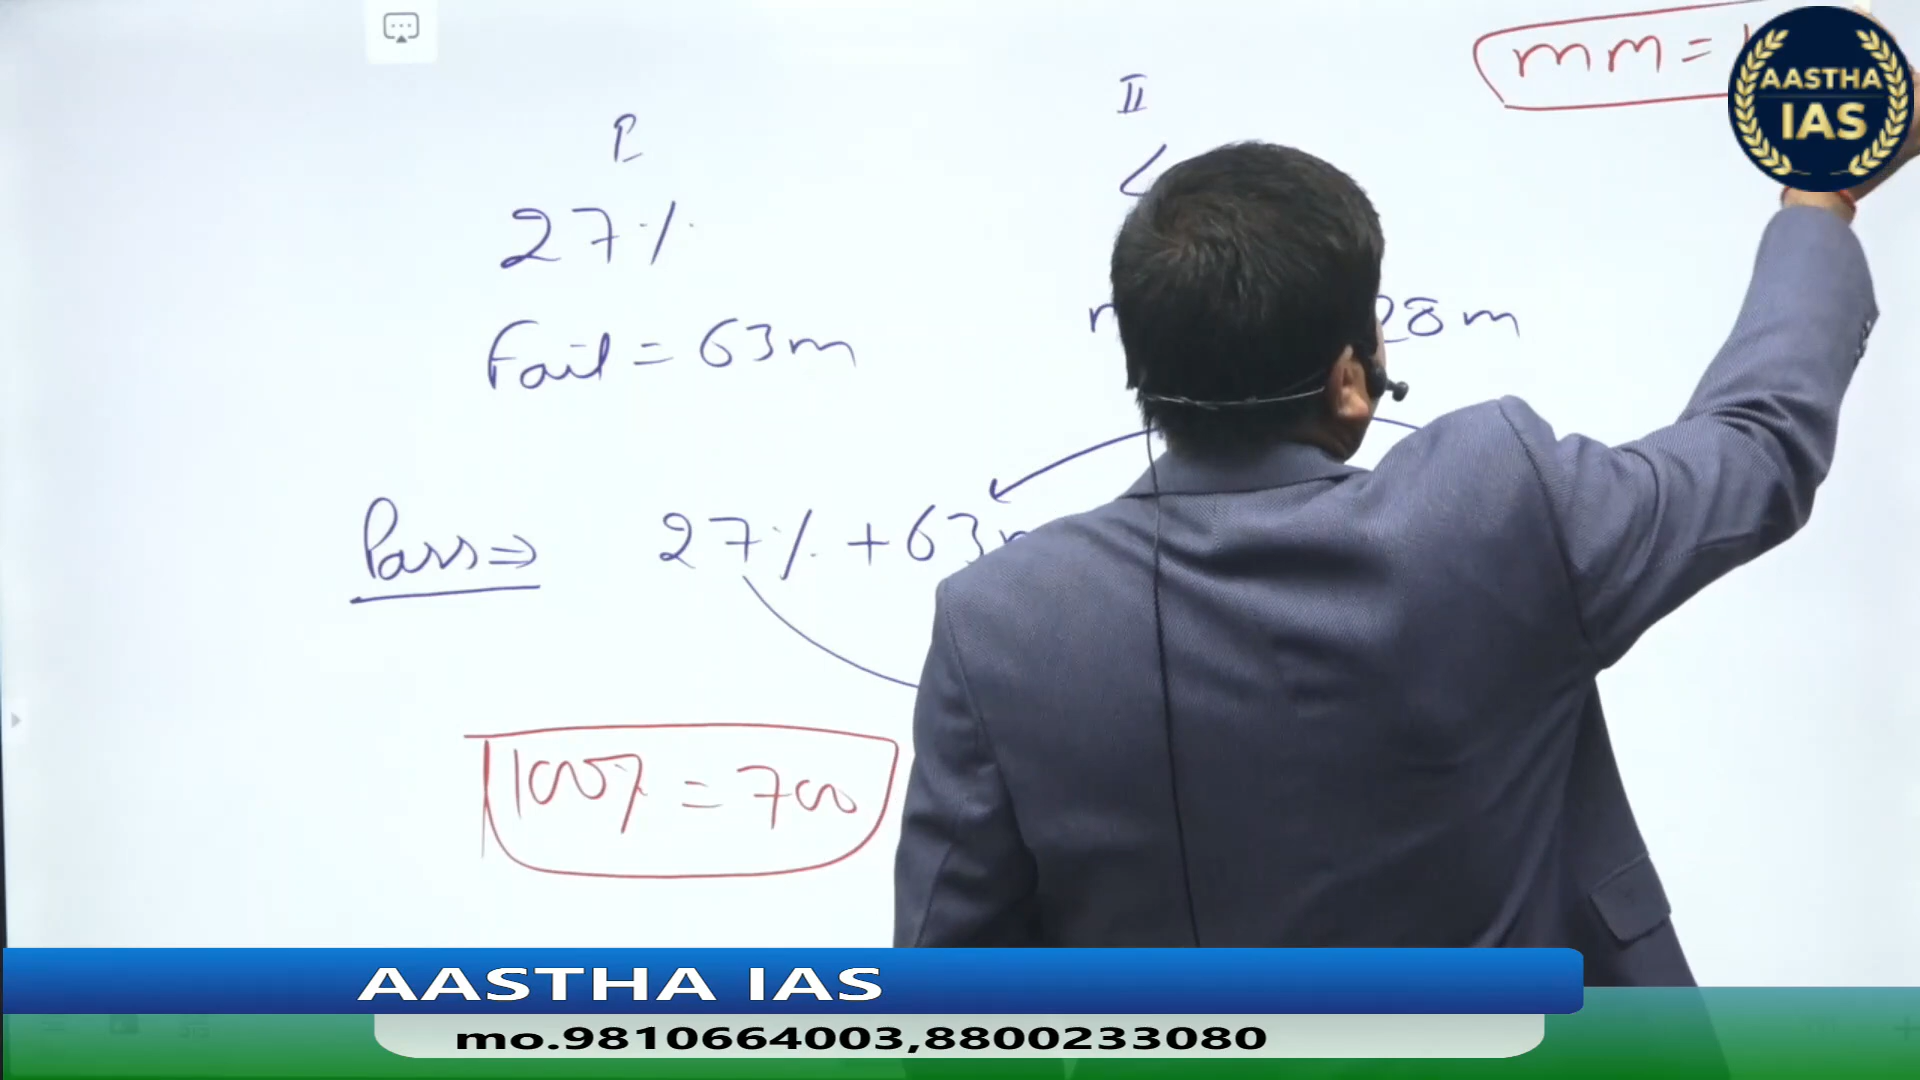 mm =
AASTHA
IAS
I
II
27%
Fail = 63m
28m
Pass ⇒ 27% + 63
100% = 700
AASTHA IAS
mo.9810664003,8800233080